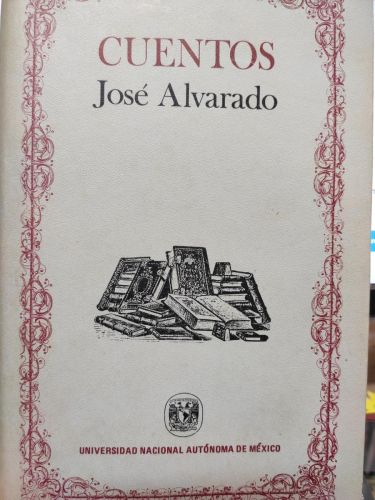 CUENTOS
José Alvarado
UNIVERSIDAD NACIONAL AUTÓNOMA DE MÉXICO